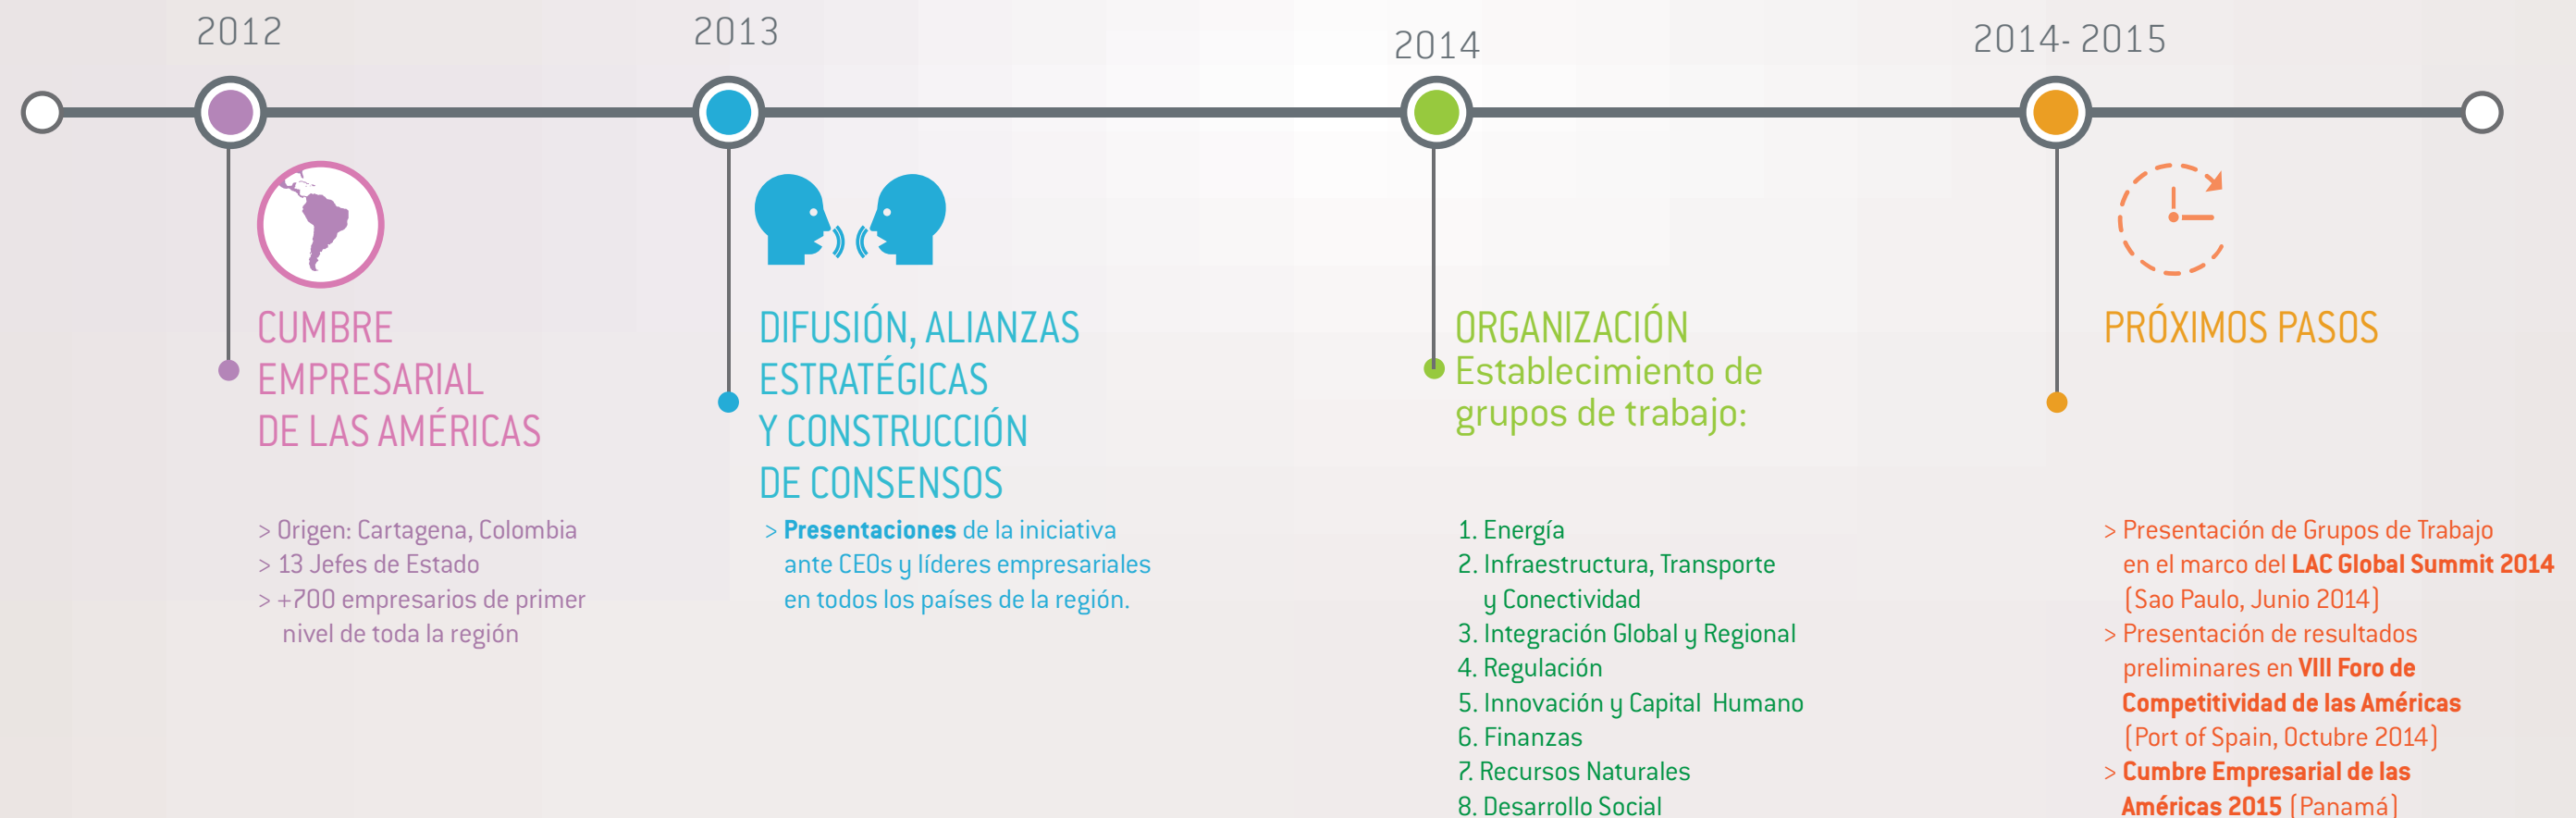 2012
CUMBRE
EMPRESARIAL
DE LAS AMÉRICAS
> Origen: Cartagena, Colombia
> 13 Jefes de Estado
> +700 empresarios de primer
nivel de toda la región
2013
DIFUSIÓN, ALIANZAS
ESTRATÉGICAS
Y CONSTRUCCIÓN
DE CONSENSOS
> Presentaciones de la iniciativa
ante CEOs y líderes empresariales
en todos los países de la región.
2014
ORGANIZACIÓN
Establecimiento de
grupos de trabajo:
1. Energía
2. Infraestructura, Transporte
y Conectividad
3. Integración Global y Regional
4. Regulación
5. Innovación y Capital Humano
6. Finanzas
7. Recursos Naturales
8. Desarrollo Social
2014- 2015
PRÓXIMOS PASOS
> Presentación de Grupos de Trabajo
en el marco del LAC Global Summit 2014
(Sao Paulo, Junio 2014)
> Presentación de resultados
preliminares en VIII Foro de
Competitividad de las Américas
(Port of Spain, Octubre 2014)
> Cumbre Empresarial de las
Américas 2015 (Panamá)